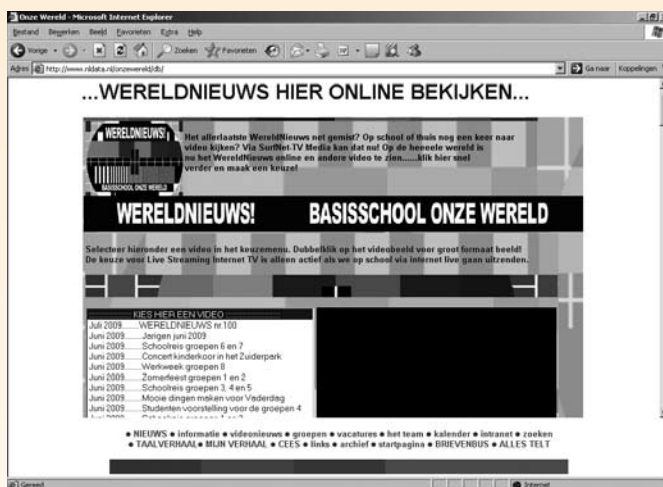 Onze Wereld - Microsoft Internet Explorer
Bestand Bewerken Beeld Favorieten Extra Help
Vorige Zoeken Favorieten
Adres http://www.nldata.nl/onzewereld/db/ Ga naar Koppelingen
...WERELDNIEUWS HIER ONLINE BEKIJKEN...
WERELDNIEUWS!
BASISSCHOOL ONZE WERELD
Het allerlaatste WereldNieuws net gemist? Op school of thuis nog een keer naar
video kijken? Via SurfNet-TV Media kan dat nu! Op de heeeele wereld is
nu het WereldNieuws online en andere video te zien......klik hier snel
verder en maak een keuze!
WERELDNIEUWS! BASISSCHOOL ONZE WERELD
Selecteer hieronder een video in het keuzemenu. Dubbelklik op het videobeeld voor groot formaat beeld!
De keuze voor Live Streaming Internet TV is alleen actief als we op school via internet live gaan uitzenden.
KIES HIER EEN VIDEO
Juli 2009........WERELDNIEUWS nr.100
Juni 2009........Jarigen juni 2009
Juni 2009........Schoolreis groepen 6 en 7
Juni 2009........Concert kinderkoor in het Zuiderpark
Juni 2009........Werkweek groepen 8
Juni 2009........Zomerfeest groepen 1 en 2
Juni 2009........Schoolreis groepen 3, 4 en 5
Juni 2009........Mooie dingen maken voor Vaderdag
Juni 2009........Studenten voorstelling voor de groepen 4
● NIEUWS ● informatie ● videonieuws ● groepen ● vacatures ● het team ● kalender ● intranet ● zoeken
● TAALVERHAAL● MIJN VERHAAL ● CEES ● links ● archief ● startpagina ● BRIEVENBUS ● ALLES TELT
Gereed Internet